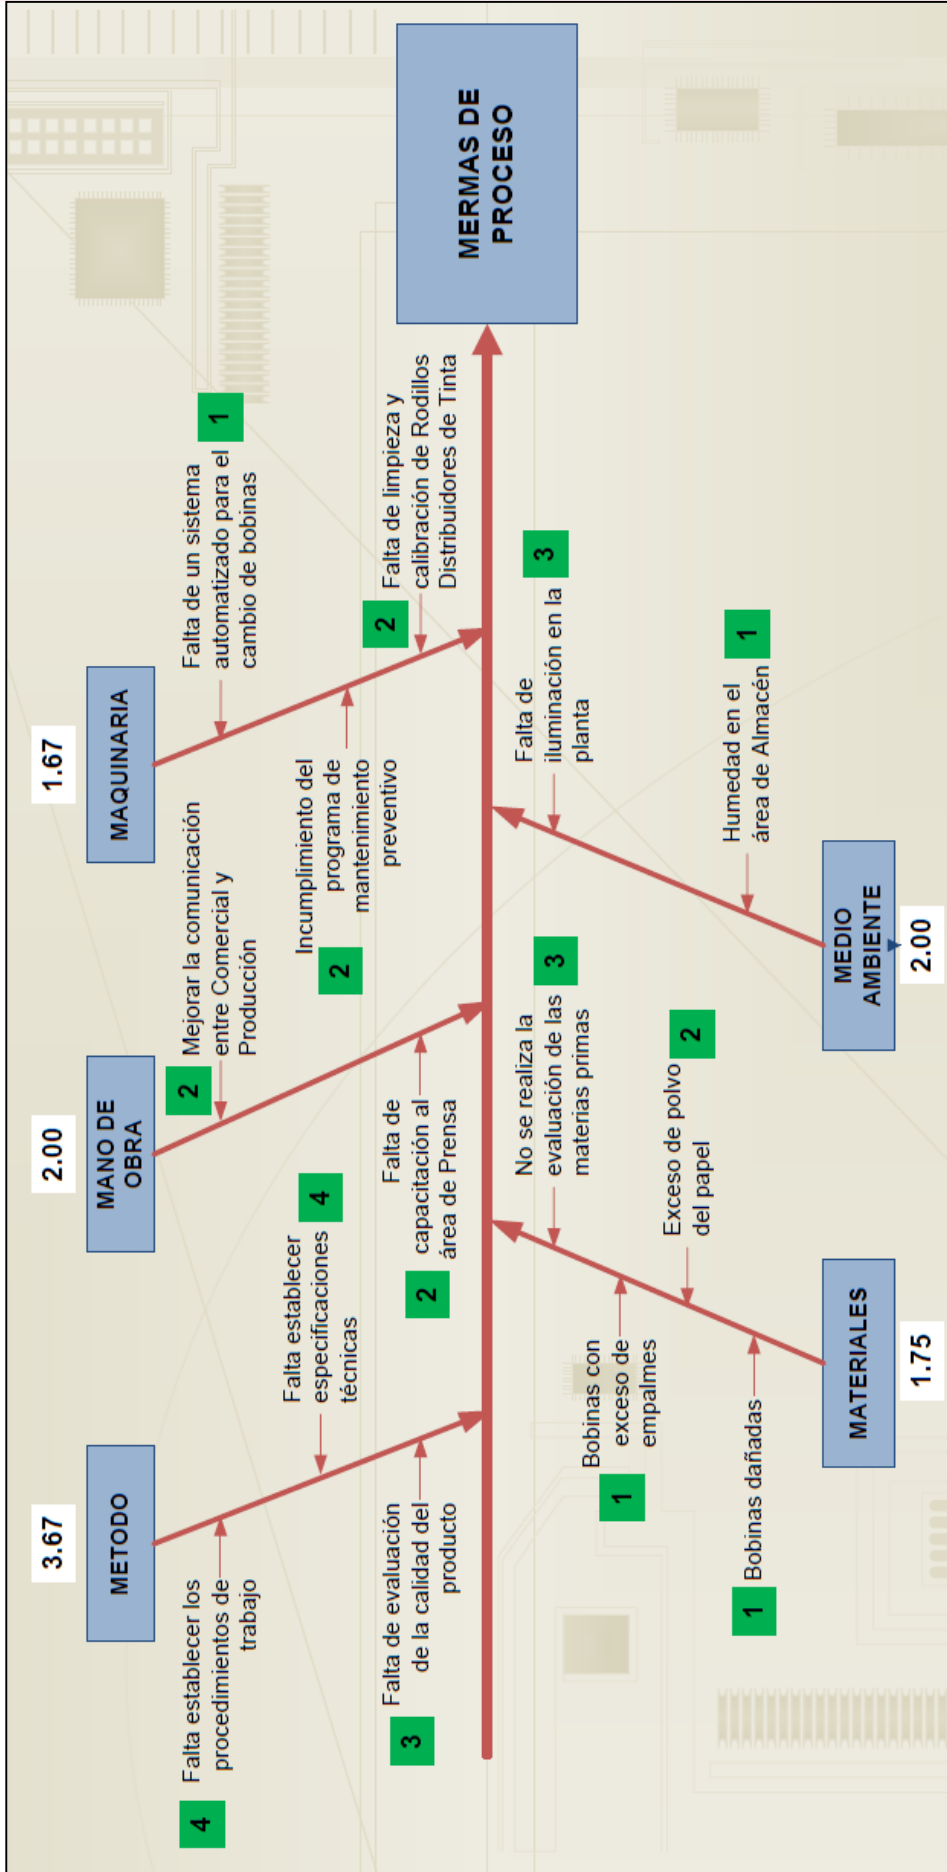 3.67
METODO
4
Falta establecer los
procedimientos de
trabajo
Falta establecer
especificaciones
técnicas
4
3
Falta de evaluación
de la calidad del
producto
2.00
MANO DE
OBRA
2
Mejorar la comunicación
entre Comercial y
Producción
2
Falta de
capacitación al
área de Prensa
1.67
MAQUINARIA
Falta de un sistema
automatizado para el
cambio de bobinas
1
2
Incumplimiento del
programa de
mantenimiento
preventivo
2
Falta de limpieza y
calibración de Rodillos
Distribuidores de Tinta
MERMAS DE
PROCESO
No se realiza la
evaluación de las
materias primas
3
1
Bobinas con
exceso de
empalmes
Exceso de polvo
del papel
2
1
Bobinas dañadas
MATERIALES
1.75
Falta de
iluminación en la
planta
3
Humedad en el
área de Almacén
1
MEDIO
AMBIENTE
2.00